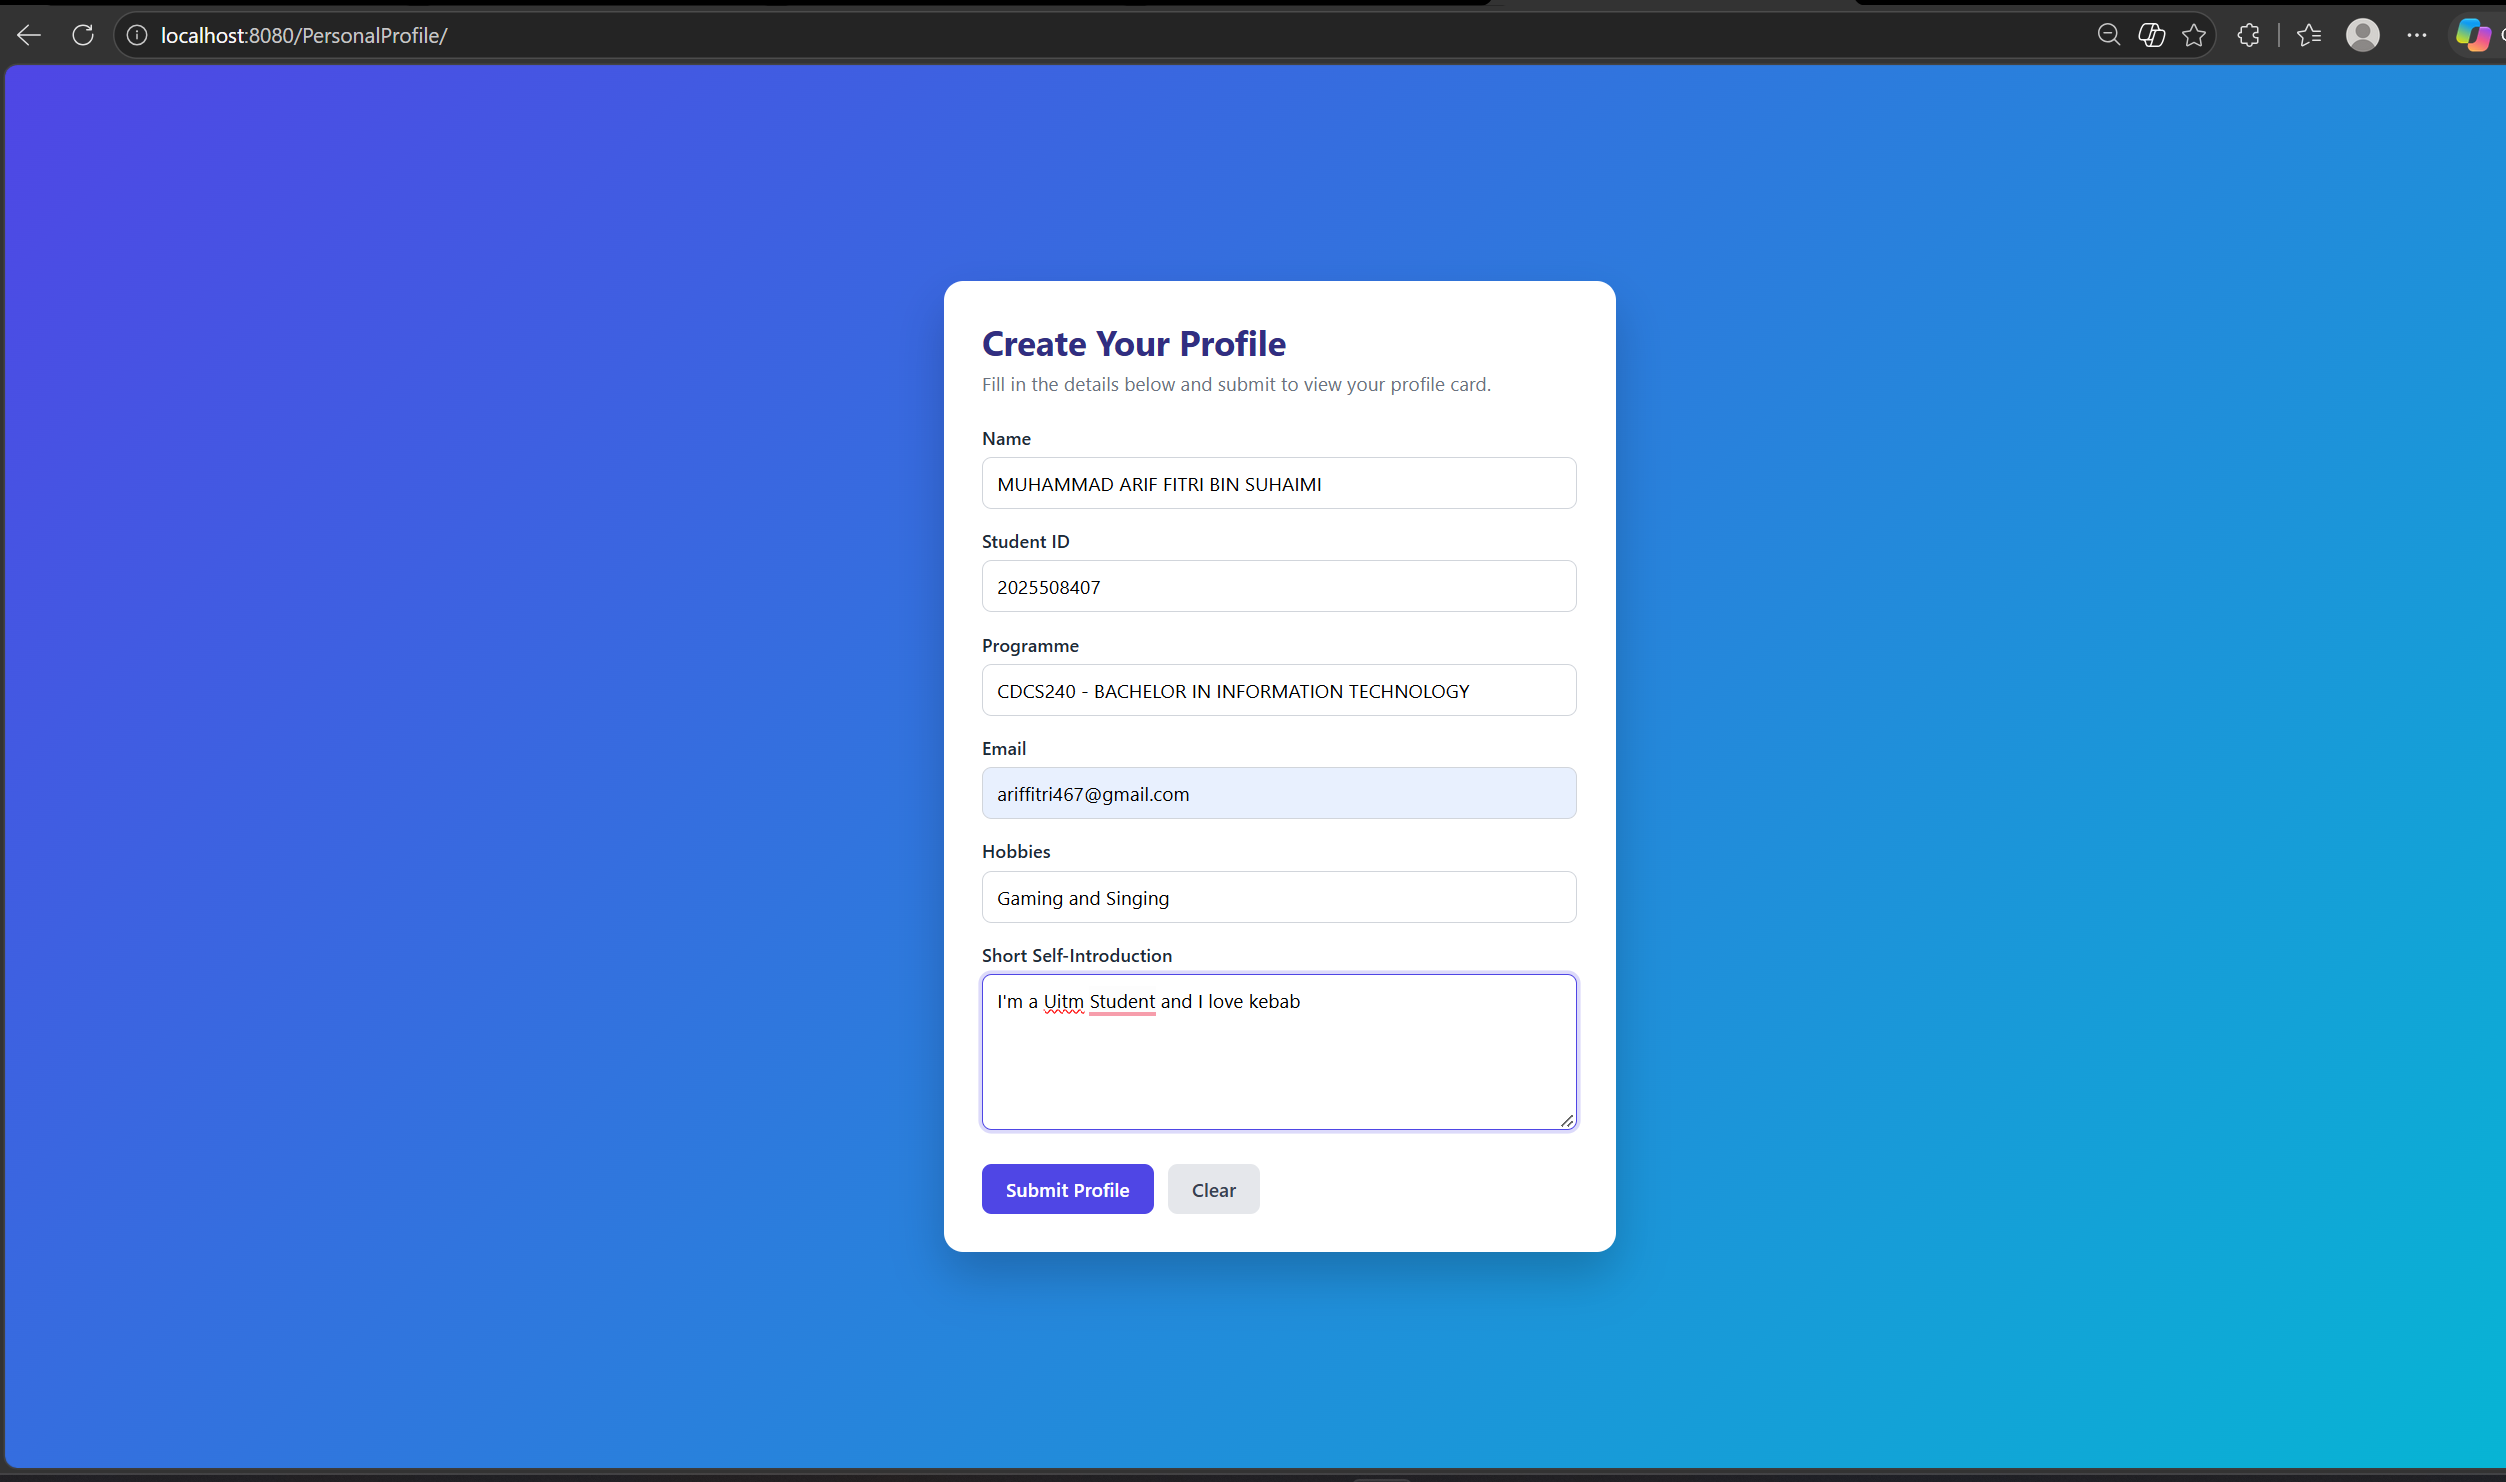 localhost:8080/PersonalProfile/
Create Your Profile
Fill in the details below and submit to view your profile card.
Name
MUHAMMAD ARIF FITRI BIN SUHAIMI
Student ID
2025508407
Programme
CDCS240 - BACHELOR IN INFORMATION TECHNOLOGY
Email
ariffitri467@gmail.com
Hobbies
Gaming and Singing
Short Self-Introduction
I'm a Uitm Student and I love kebab
Submit Profile
Clear